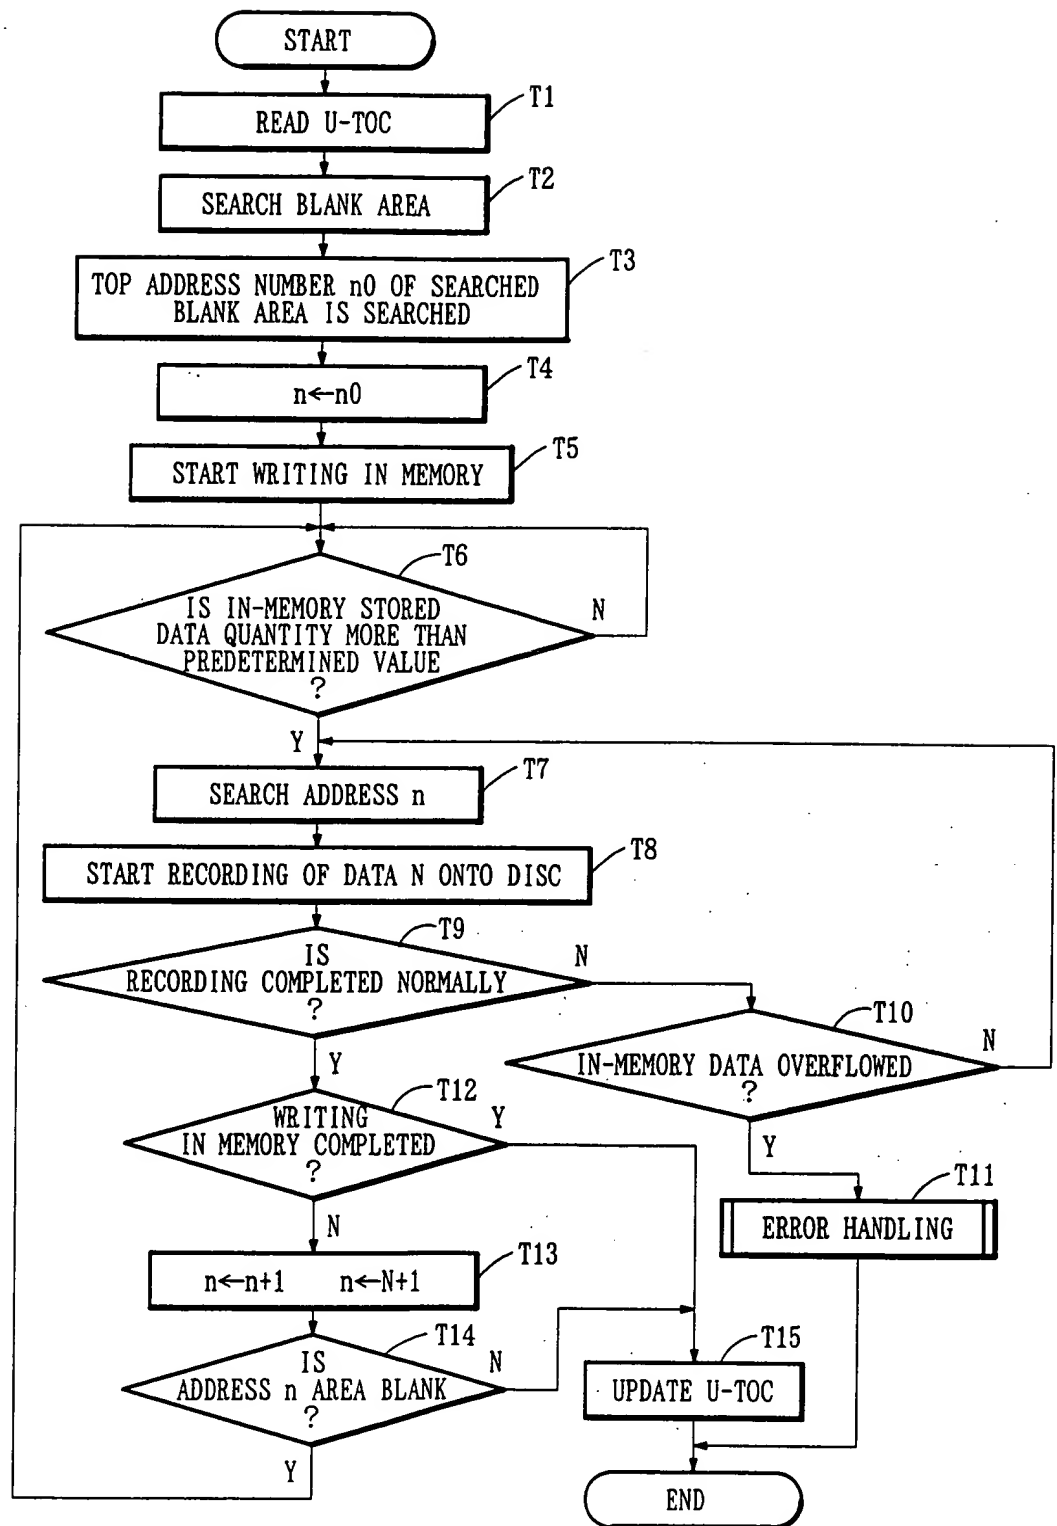 START
T1
READ U-TOC
T2
SEARCH BLANK AREA
T3
TOP ADDRESS NUMBER n0 OF SEARCHED
BLANK AREA IS SEARCHED
T4
n←n0
T5
START WRITING IN MEMORY
T6
IS IN-MEMORY STORED
DATA QUANTITY MORE THAN
PREDETERMINED VALUE
?
N
Y
T7
SEARCH ADDRESS n
T8
START RECORDING OF DATA N ONTO DISC
T9
IS
RECORDING COMPLETED NORMALLY
?
N
Y
T10
IN-MEMORY DATA OVERFLOWED
?
N
Y
T11
ERROR HANDLING
T12
WRITING
IN MEMORY COMPLETED
?
Y
N
T13
n←n+1 n←N+1
T14
IS
ADDRESS n AREA BLANK
?
N
Y
T15
UPDATE U-TOC
END